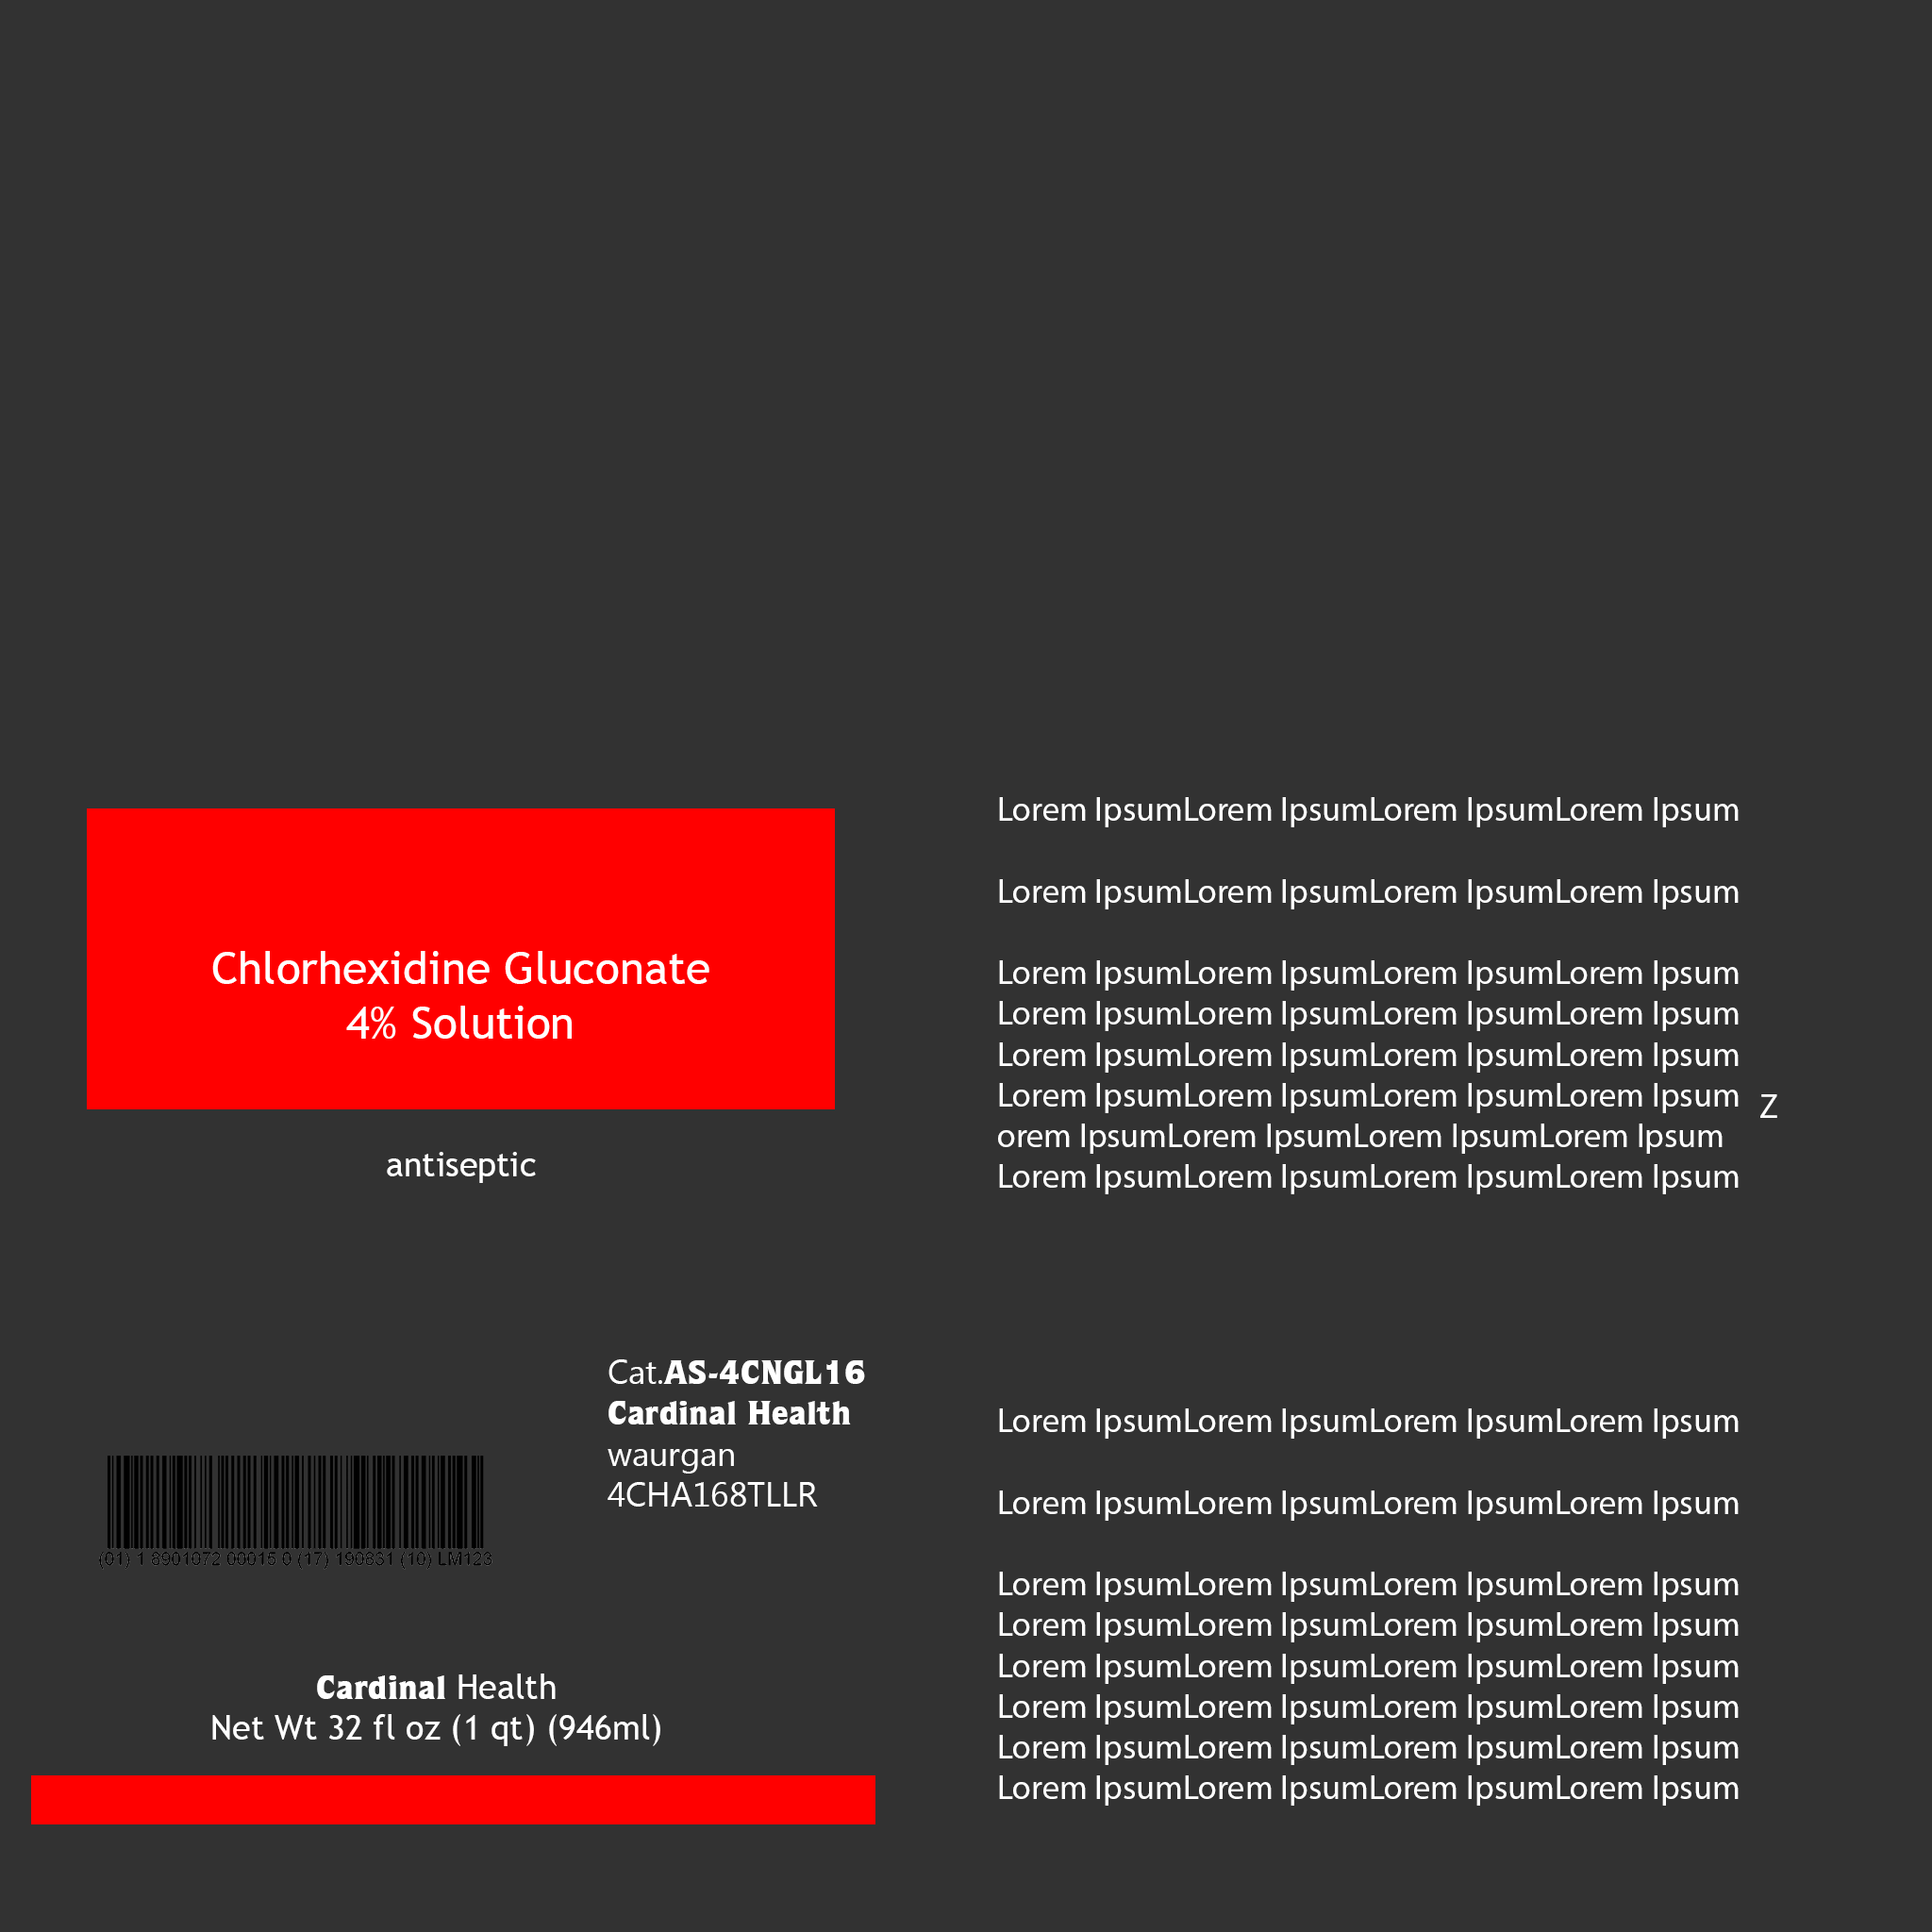 Chlorhexidine Gluconate
4% Solution
antiseptic
Cat.AS-4CNGL16
Cardinal Health
waurgan
4CHA168TLLR
(01) 1 8901072 00015 0 (17) 190831 (10) LM123
Cardinal Health
Net Wt 32 fl oz (1 qt) (946ml)
Lorem IpsumLorem IpsumLorem IpsumLorem Ipsum
Lorem IpsumLorem IpsumLorem IpsumLorem Ipsum
Lorem IpsumLorem IpsumLorem IpsumLorem Ipsum
Lorem IpsumLorem IpsumLorem IpsumLorem Ipsum
Lorem IpsumLorem IpsumLorem IpsumLorem Ipsum
Lorem IpsumLorem IpsumLorem IpsumLorem Ipsum
Z
orem IpsumLorem IpsumLorem IpsumLorem Ipsum
Lorem IpsumLorem IpsumLorem IpsumLorem Ipsum
Lorem IpsumLorem IpsumLorem IpsumLorem Ipsum
Lorem IpsumLorem IpsumLorem IpsumLorem Ipsum
Lorem IpsumLorem IpsumLorem IpsumLorem Ipsum
Lorem IpsumLorem IpsumLorem IpsumLorem Ipsum
Lorem IpsumLorem IpsumLorem IpsumLorem Ipsum
Lorem IpsumLorem IpsumLorem IpsumLorem Ipsum
Lorem IpsumLorem IpsumLorem IpsumLorem Ipsum
Lorem IpsumLorem IpsumLorem IpsumLorem Ipsum